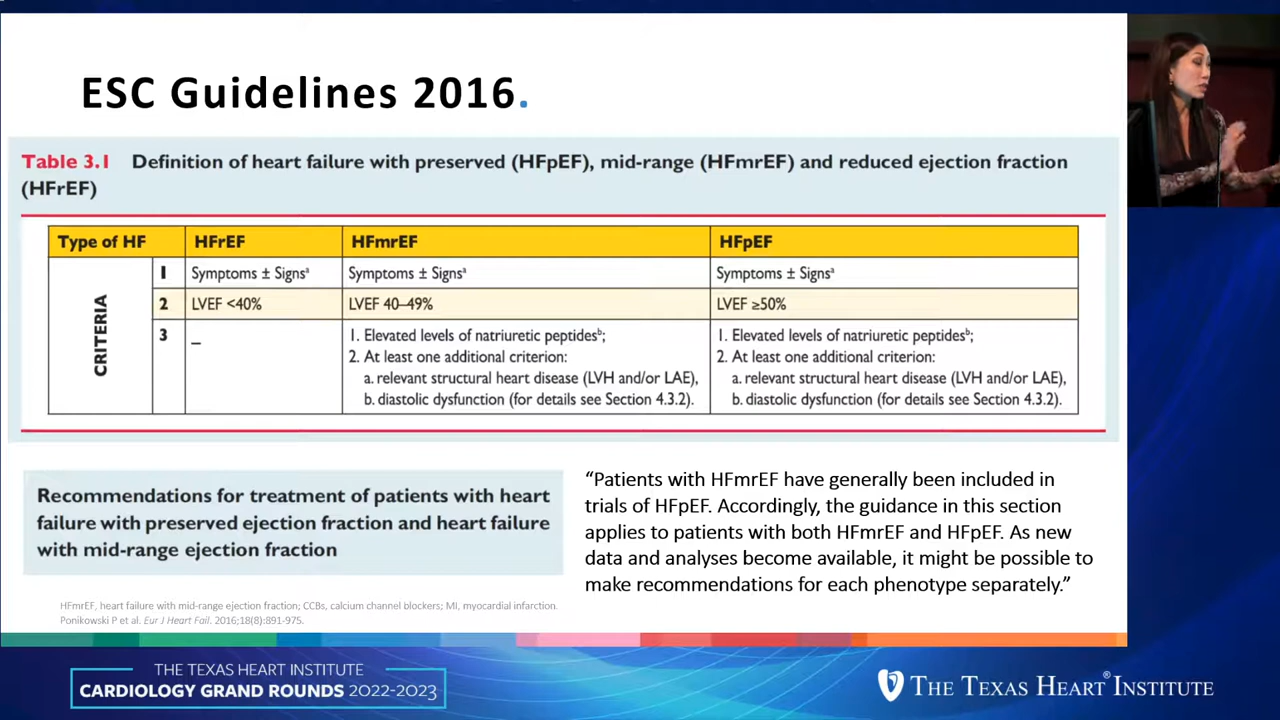 ESC Guidelines 2016.
Table 3.1 Definition of heart failure with preserved (HFpEF), mid-range (HFmrEF) and reduced ejection fraction
(HFrEF)
Type of HF HFrEF HFmrEF HFpEF
CRITERIA
1 Symptoms ± Signsᵃ Symptoms ± Signsᵃ Symptoms ± Signsᵃ
2 LVEF <40% LVEF 40–49% LVEF ≥50%
3 – 1. Elevated levels of natriuretic peptidesᵇ; 1. Elevated levels of natriuretic peptidesᵇ;
2. At least one additional criterion: 2. At least one additional criterion:
a. relevant structural heart disease (LVH and/or LAE), a. relevant structural heart disease (LVH and/or LAE),
b. diastolic dysfunction (for details see Section 4.3.2). b. diastolic dysfunction (for details see Section 4.3.2).
Recommendations for treatment of patients with heart
failure with preserved ejection fraction and heart failure
with mid-range ejection fraction
“Patients with HFmrEF have generally been included in
trials of HFpEF. Accordingly, the guidance in this section
applies to patients with both HFmrEF and HFpEF. As new
data and analyses become available, it might be possible to
make recommendations for each phenotype separately.”
HFmrEF, heart failure with mid-range ejection fraction; CCBs, calcium channel blockers; MI, myocardial infarction.
Ponikowski P et al. Eur J Heart Fail. 2016;18(8):891-975.
THE TEXAS HEART INSTITUTE
CARDIOLOGY GRAND ROUNDS 2022-2023
THE TEXAS HEART® INSTITUTE